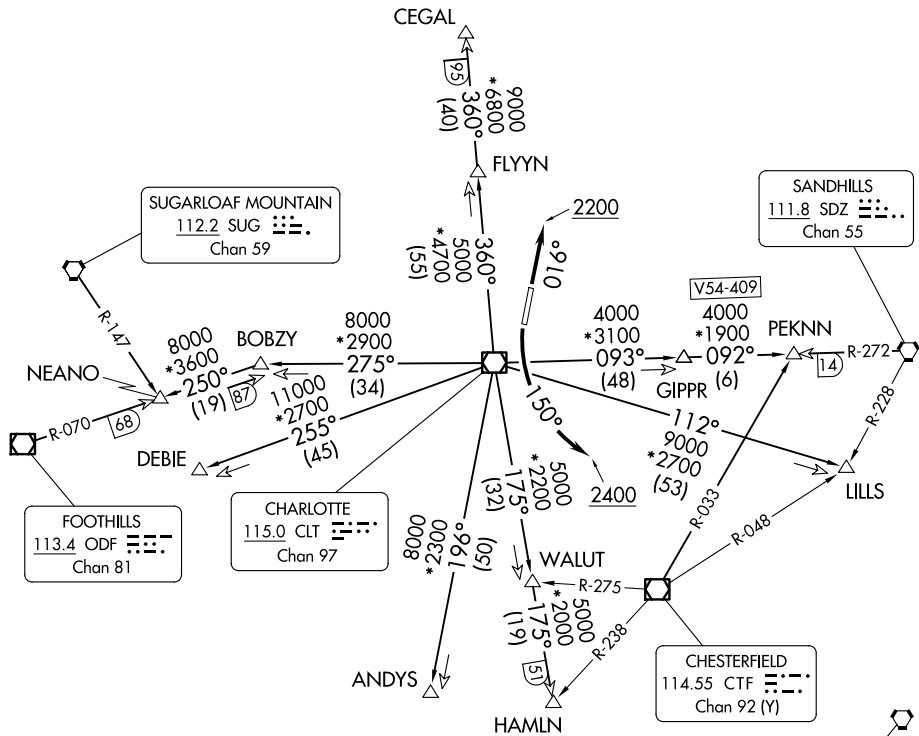 CEGAL
95
360°
(40)
9000
*6800
FLYYN
SUGARLOAF MOUNTAIN
112.2 SUG
Chan 59
2200
SANDHILLS
111.8 SDZ
Chan 55
360°
5000
*4700
(55)
016°
V54-409
R-147
8000
*3600
250°
(19)
BOBZY
87
8000
*2900
275°
(34)
4000
*3100
093°
(48)
4000
*1900
092°
(6)
PEKNN
14
R-272
NEANO
GIPPR
R-070
68
11000
*2700
255°
(45)
150°
112°
9000
*2700
(53)
R-228
DEBIE
LILLS
FOOTHILLS
113.4 ODF
Chan 81
CHARLOTTE
115.0 CLT
Chan 97
5000
*2200
175°
(32)
2400
R-033
R-048
8000
*2300
196°
(50)
WALUT
R-275
5000
*2000
175°
(19)
51
R-238
ANDYS
HAMLN
CHESTERFIELD
114.55 CTF
Chan 92 (Y)